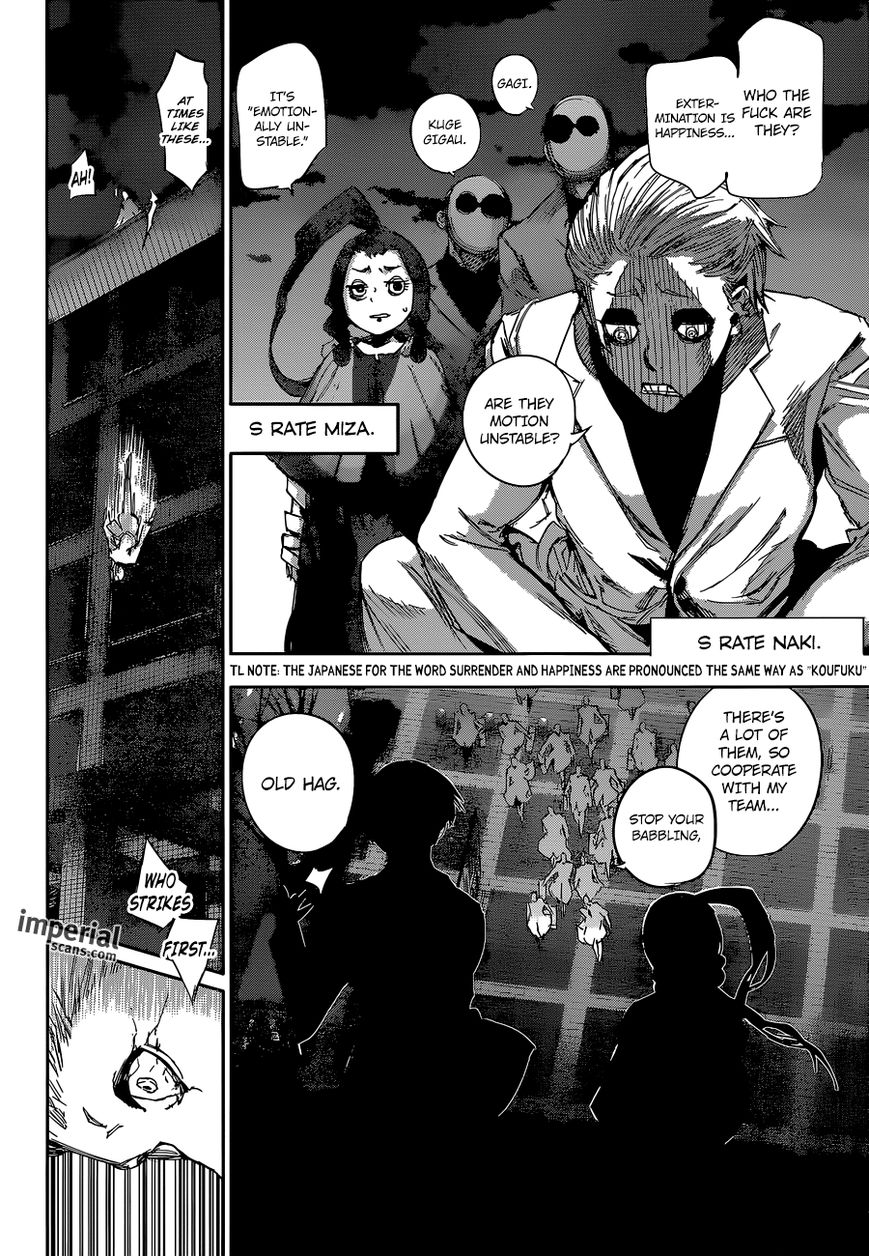 WHO THE
FUCK ARE
THEY?
EXTER-
MINATION IS
HAPPINESS...
GAGI.
KUGE
GIGAU.
IT'S
"EMOTION-
ALLY UN-
STABLE."
ARE THEY
MOTION
UNSTABLE?
S RATE MIZA.
S RATE NAKI.
TL NOTE: THE JAPANESE FOR THE WORD SURRENDER AND HAPPINESS ARE PRONOUNCED THE SAME WAY AS "KOUFUKU"
THERE'S
A LOT OF
THEM, SO
COOPERATE
WITH MY
TEAM...
STOP YOUR
BABBLING,
OLD HAG.
AT
TIMES
LIKE
THESE...
AH!
WHO
STRIKES
FIRST...
imperial
scans.com